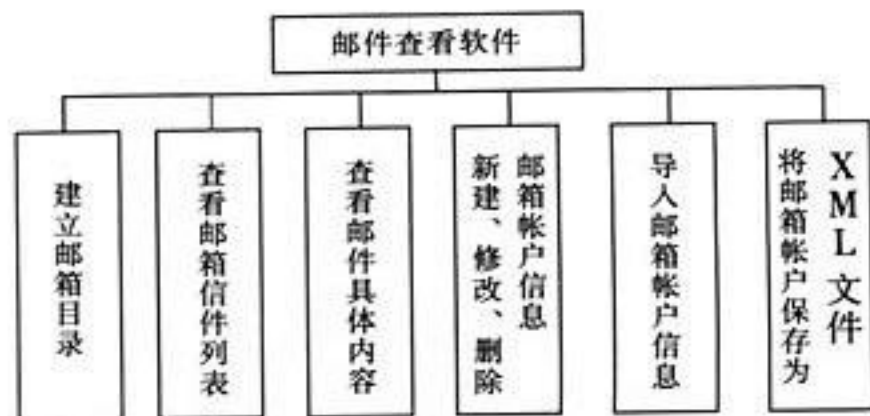 邮件查看软件
建立邮箱目录
查看邮箱信件列表
查看邮件具体内容
新建、修改、删除
邮箱帐户信息
导入邮箱帐户信息
将邮箱帐户保存为
XML文件